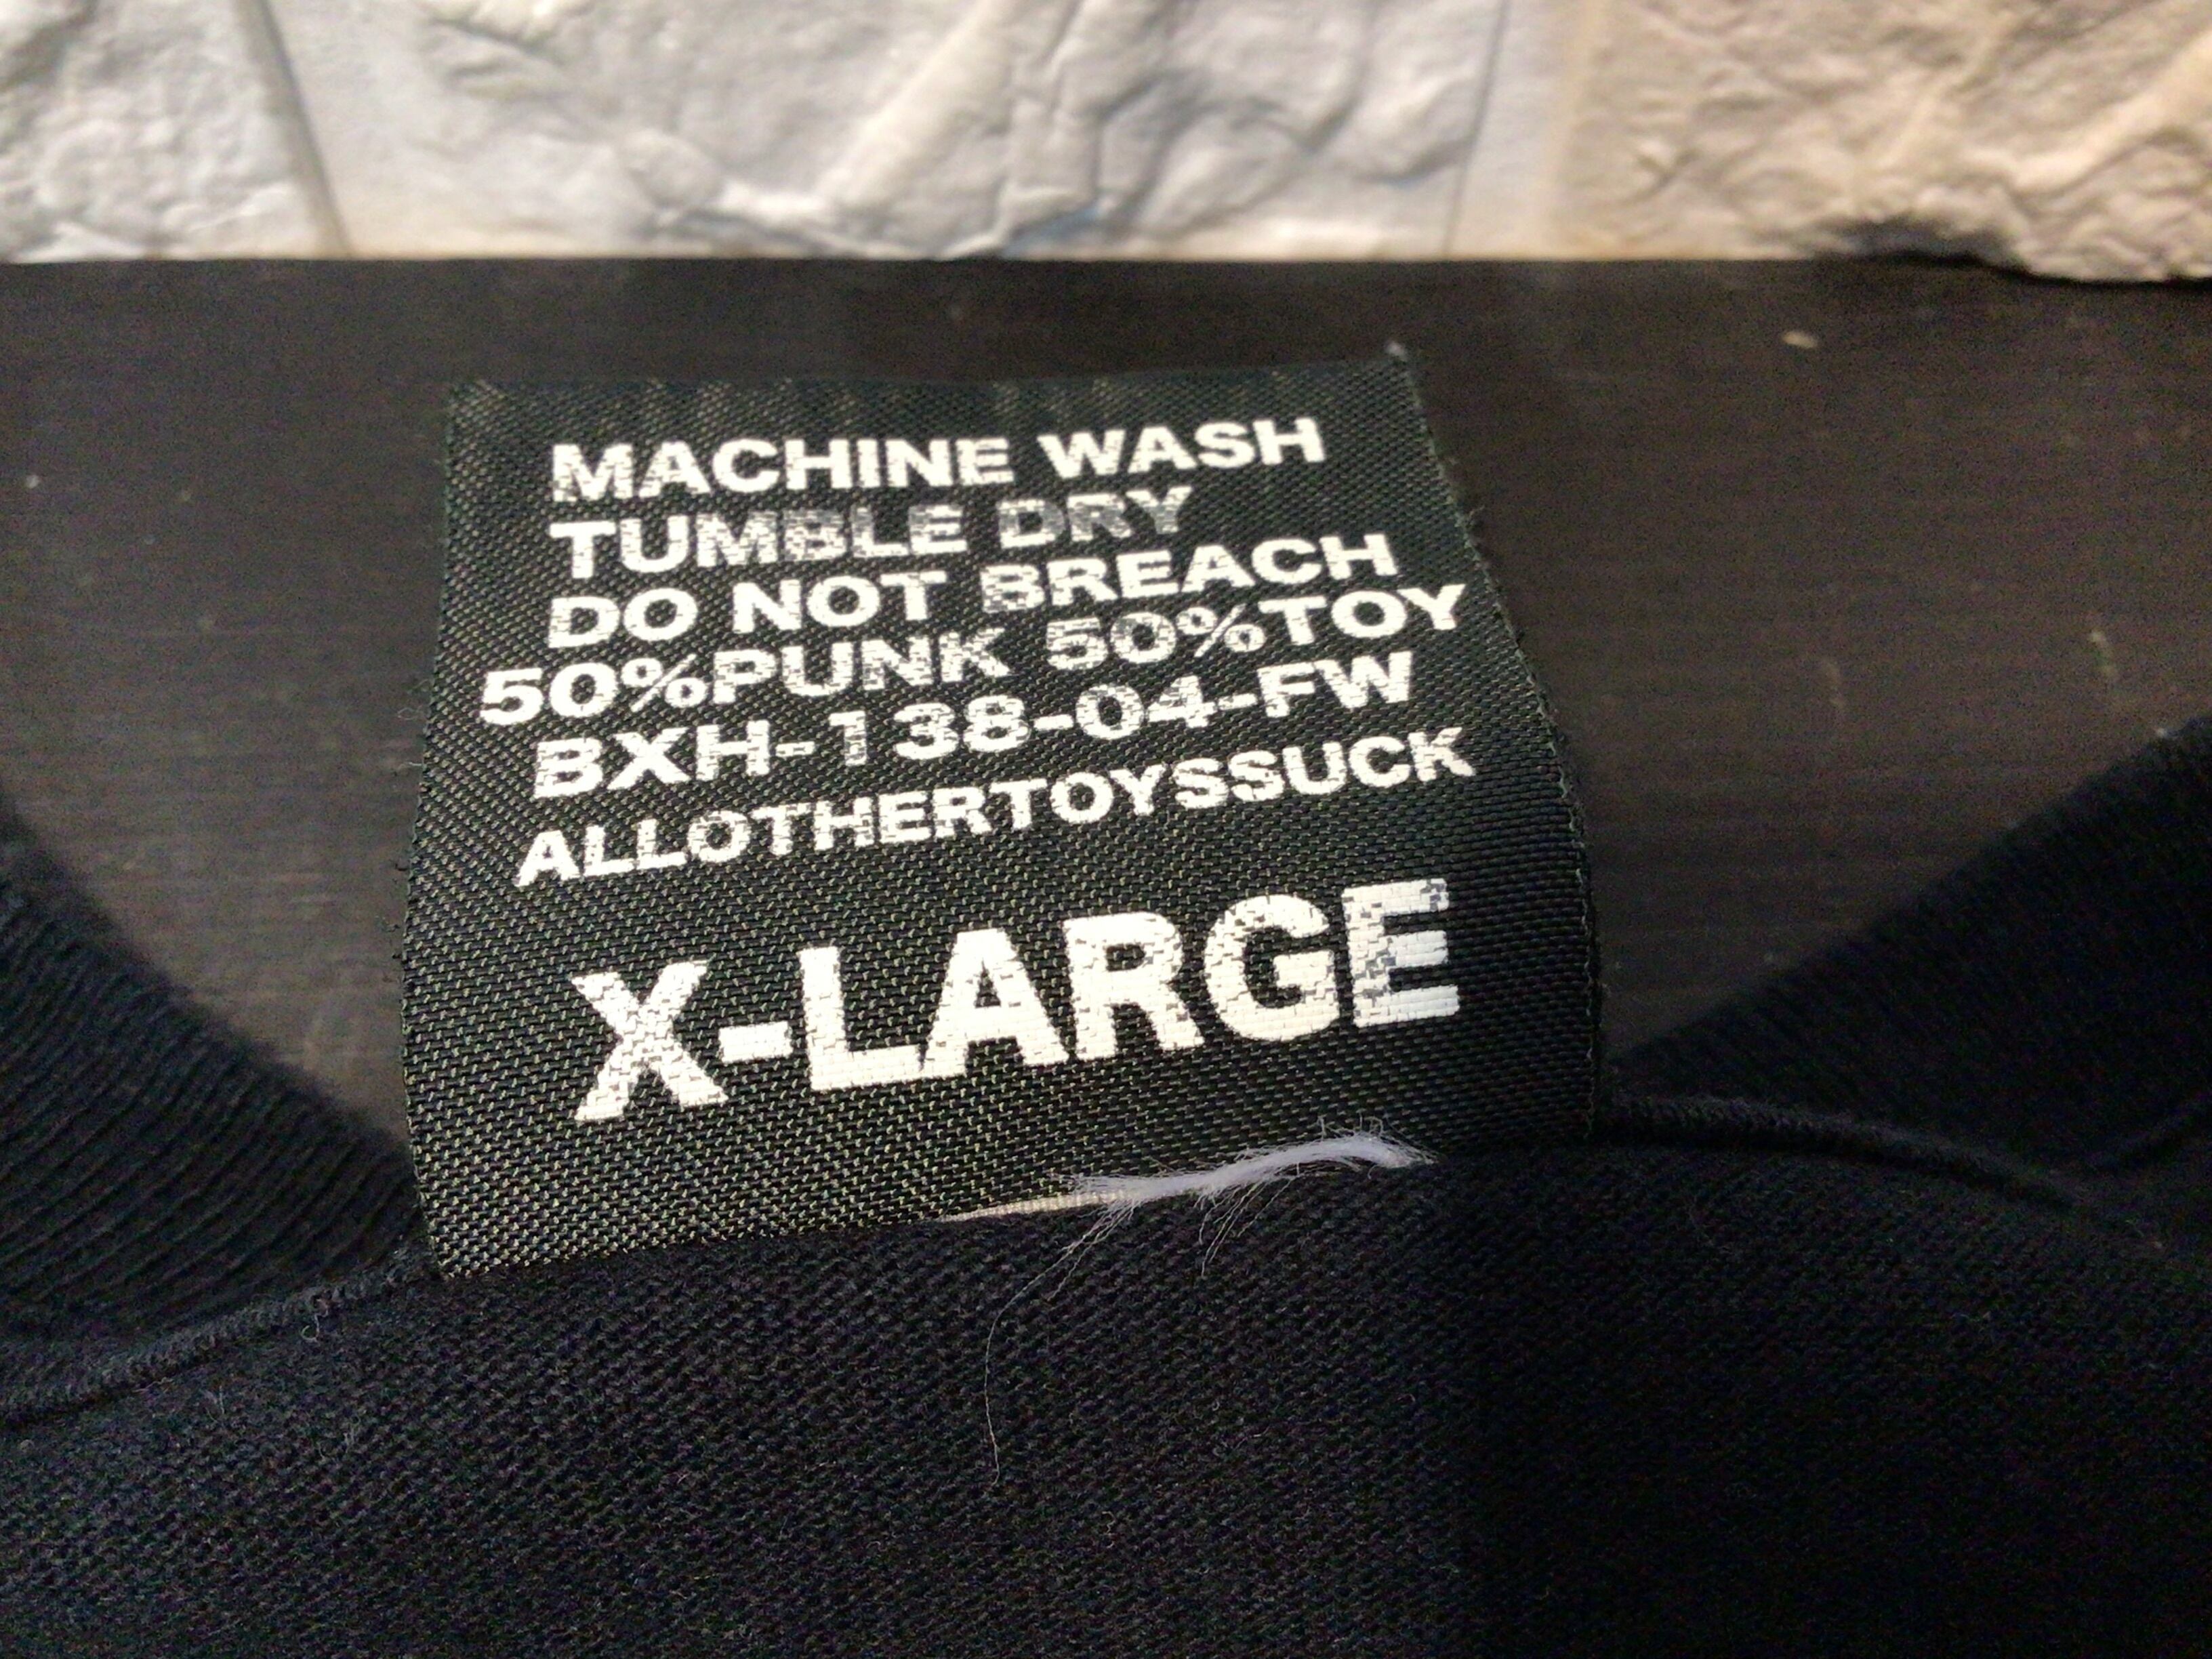 MACHINE WASH
TUMBLE DRY
DO NOT BREACH
50%PUNK 50%TOY
BXH-138-04-FW
ALLOTHERTOYSSUCK
X-LARGE